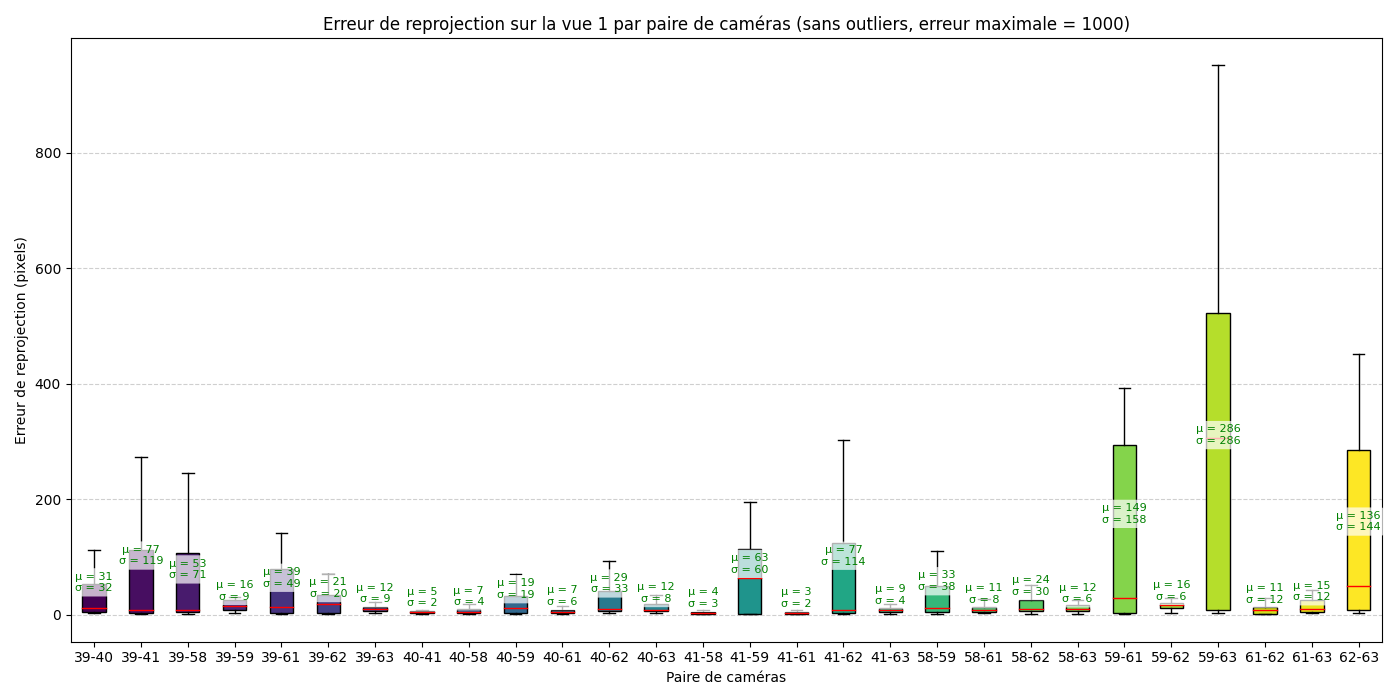 Erreur de reprojection sur la vue 1 par paire de caméras (sans outliers, erreur maximale = 1000)
Erreur de reprojection (pixels)
800
600
400
200
0
μ = 31
σ = 32
μ = 77
σ = 119
μ = 53
σ = 71
μ = 16
σ = 9
μ = 39
σ = 49
μ = 21
σ = 20
μ = 12
σ = 9
μ = 5
σ = 2
μ = 7
σ = 4
μ = 19
σ = 19
μ = 7
σ = 6
μ = 29
σ = 33
μ = 12
σ = 8
μ = 4
σ = 3
μ = 63
σ = 60
μ = 3
σ = 2
μ = 77
σ = 114
μ = 9
σ = 4
μ = 33
σ = 38
μ = 11
σ = 8
μ = 24
σ = 30
μ = 12
σ = 6
μ = 149
σ = 158
μ = 16
σ = 6
μ = 286
σ = 286
μ = 11
σ = 12
μ = 15
σ = 12
μ = 136
σ = 144
39-40 39-41 39-58 39-59 39-61 39-62 39-63 40-41 40-58 40-59 40-61 40-62 40-63 41-58 41-59 41-61 41-62 41-63 58-59 58-61 58-62 58-63 59-61 59-62 59-63 61-62 61-63 62-63
Paire de caméras